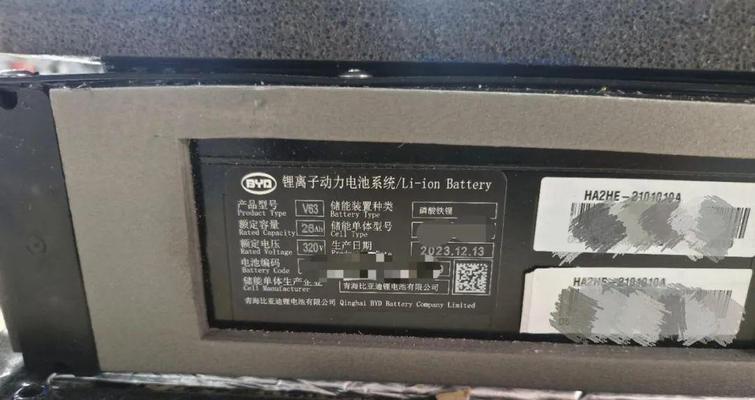 BYD 锂离子动力电池系统/Li-ion Battery
产品型号 V63 储能装置种类 磷酸铁锂
Product Type Battery Type
额定容量 26Ah 储能单体型号
Rated Capacity Cell Type
额定电压 320V 生产日期 2023.12.13
Rated Voltage
电池编码
Battery Code
储能单体生产企业 青海比亚迪锂电池有限公司
Cell Manufacturer
青海比亚迪锂电池有限公司 Qinghai BYD Battery Company Limited
HA2HE-2101010A
HA2HE-2101010A